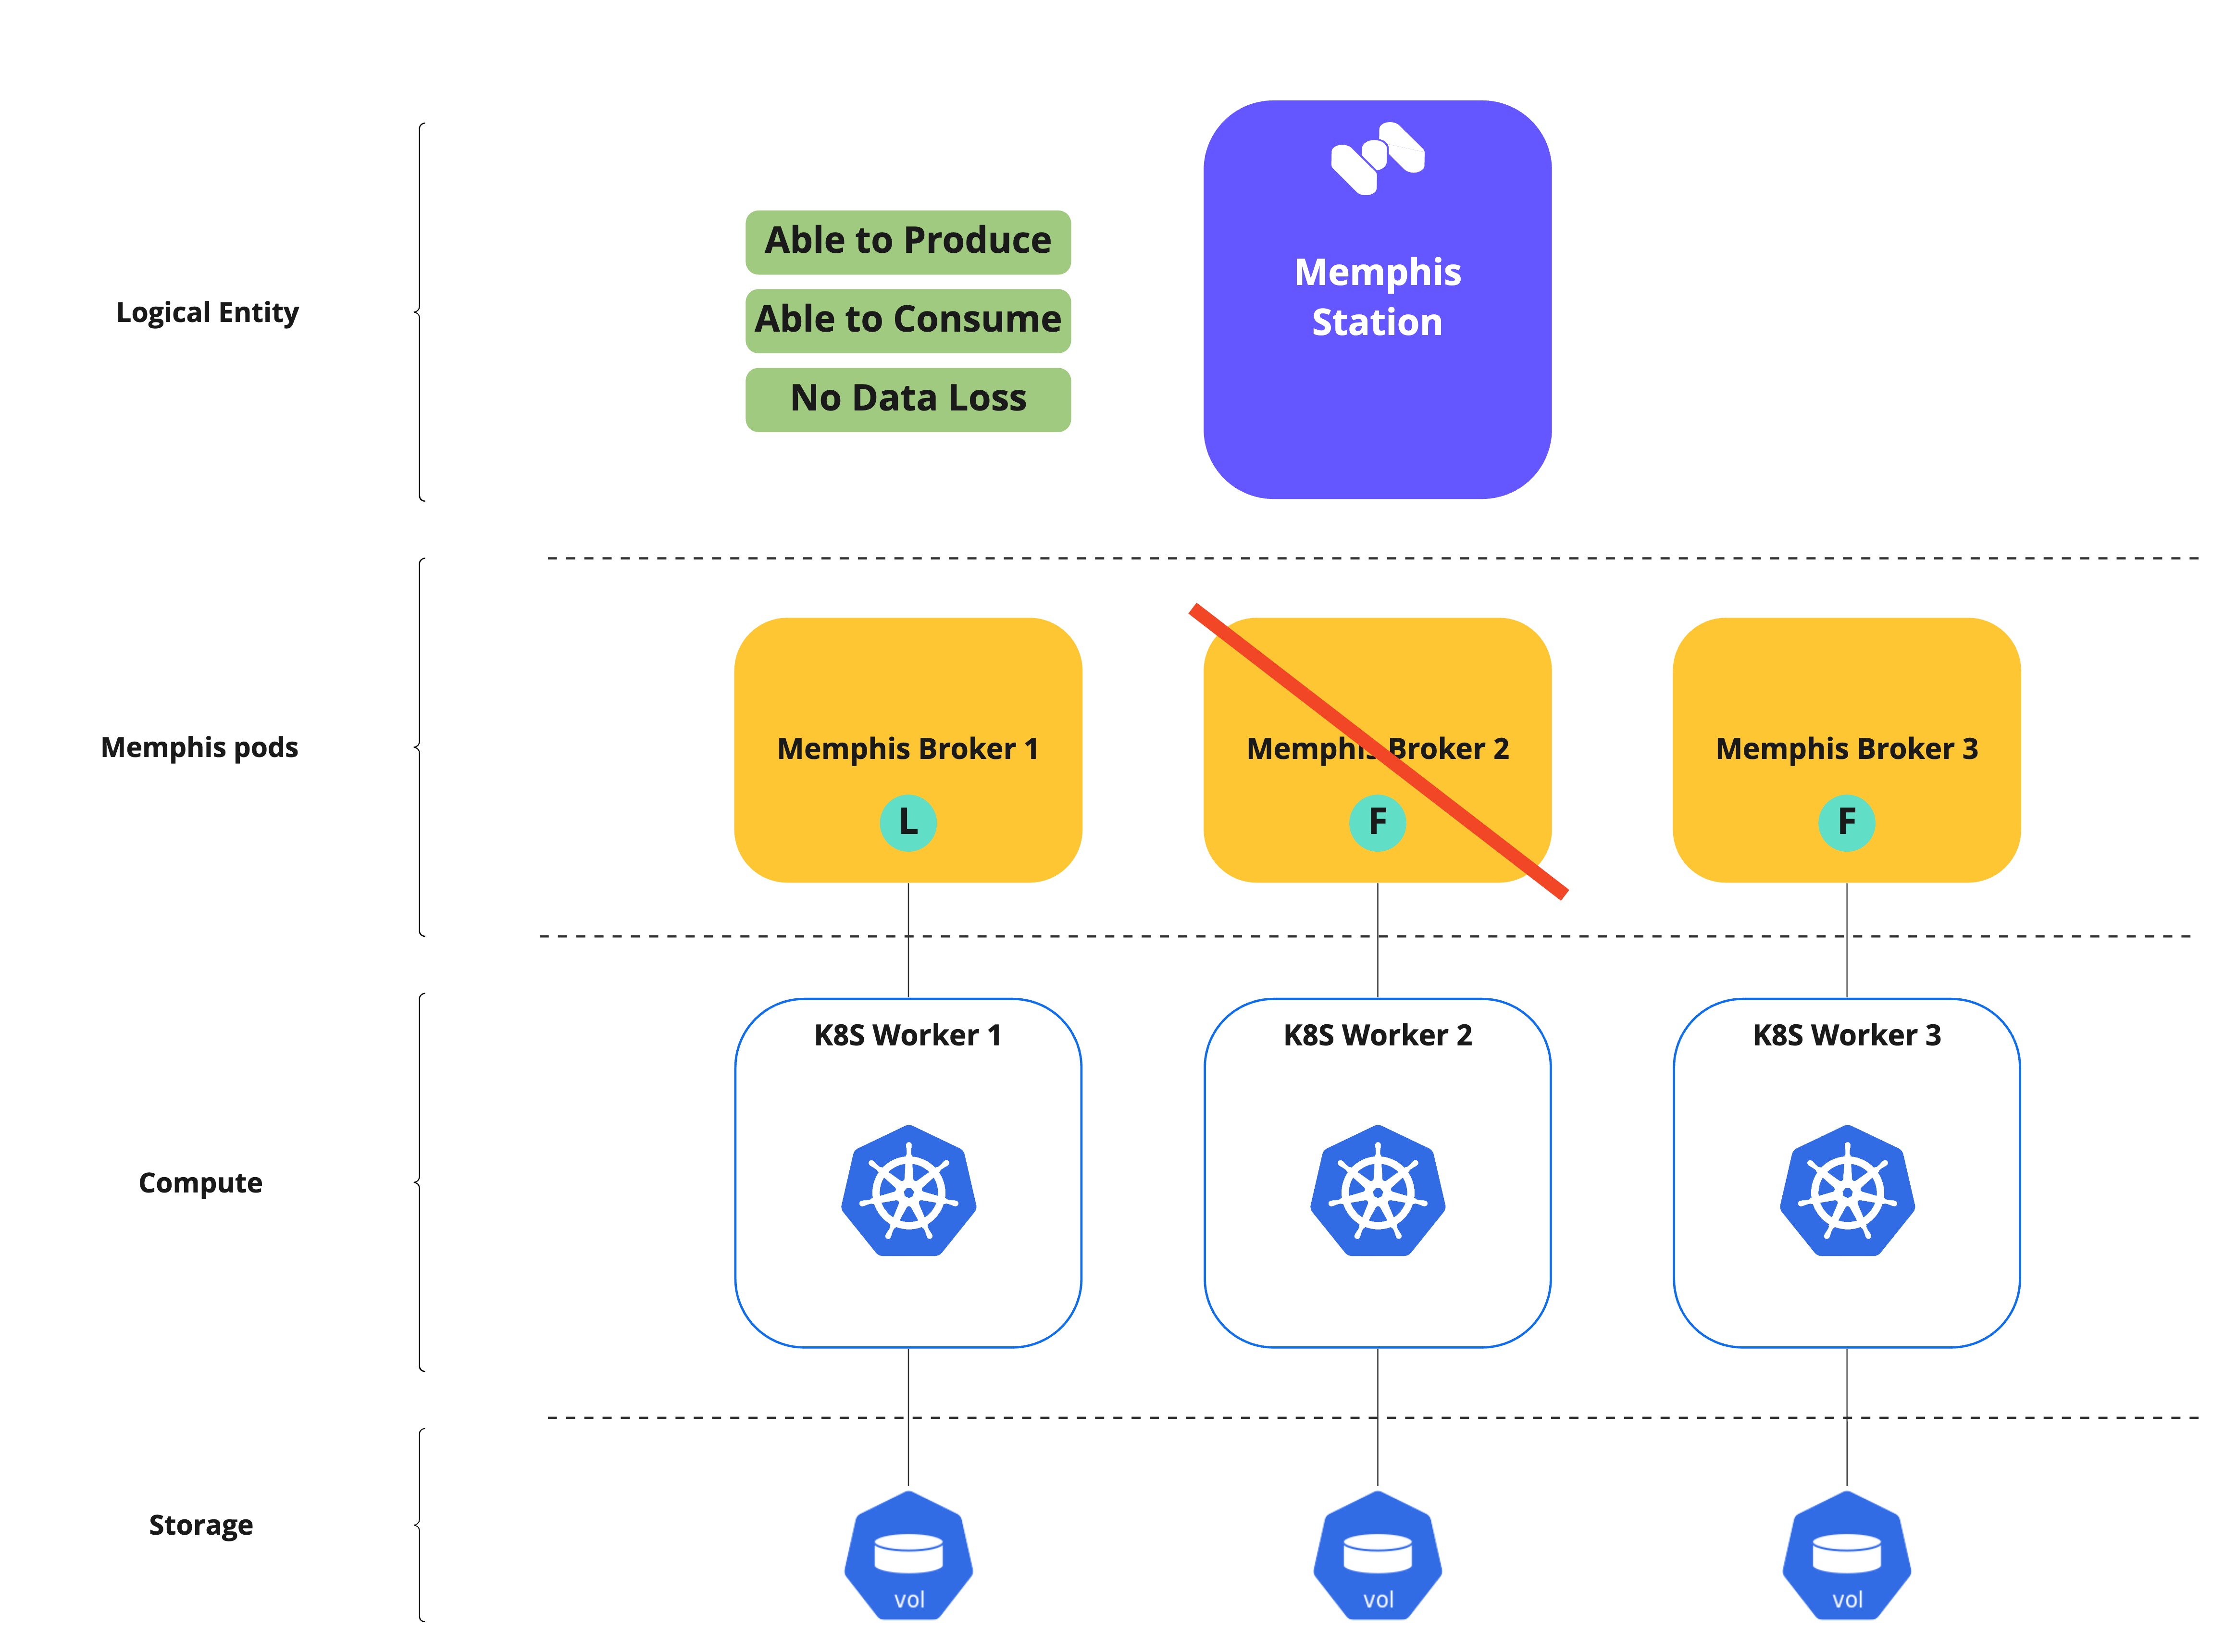 Logical Entity
Able to Produce
Able to Consume
No Data Loss
Memphis
Station
Memphis pods
Memphis Broker 1
L
Memphis Broker 2
F
Memphis Broker 3
F
Compute
K8S Worker 1
K8S Worker 2
K8S Worker 3
Storage
vol
vol
vol